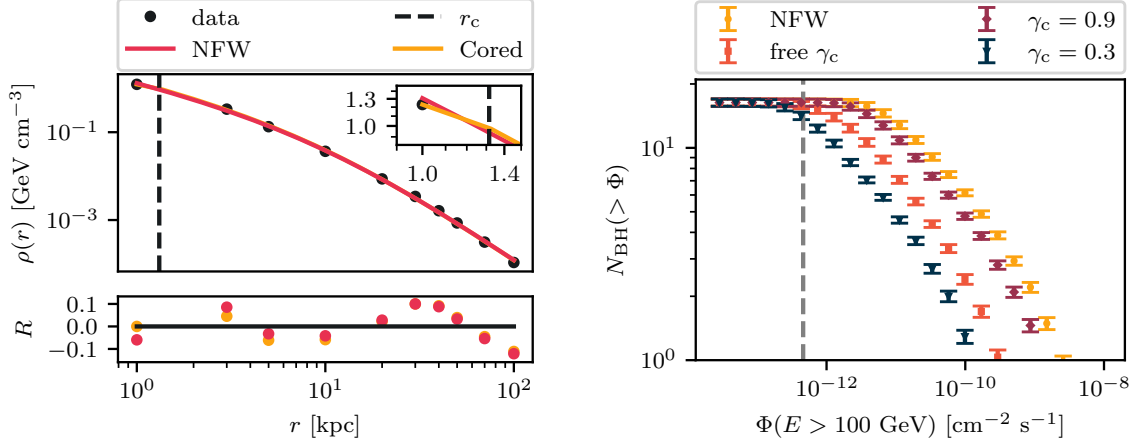 data
r_c
NFW
Cored
10^{-1}
10^{-3}
ρ(r) [GeV cm^{-3}]
1.3
1.0
1.0
1.4
0.1
0.0
−0.1
R
10^0
10^1
10^2
r [kpc]
NFW
γ_c = 0.9
free γ_c
γ_c = 0.3
10^1
10^0
N_BH(> Φ)
10^{-12}
10^{-10}
10^{-8}
Φ(E > 100 GeV) [cm^{-2} s^{-1}]